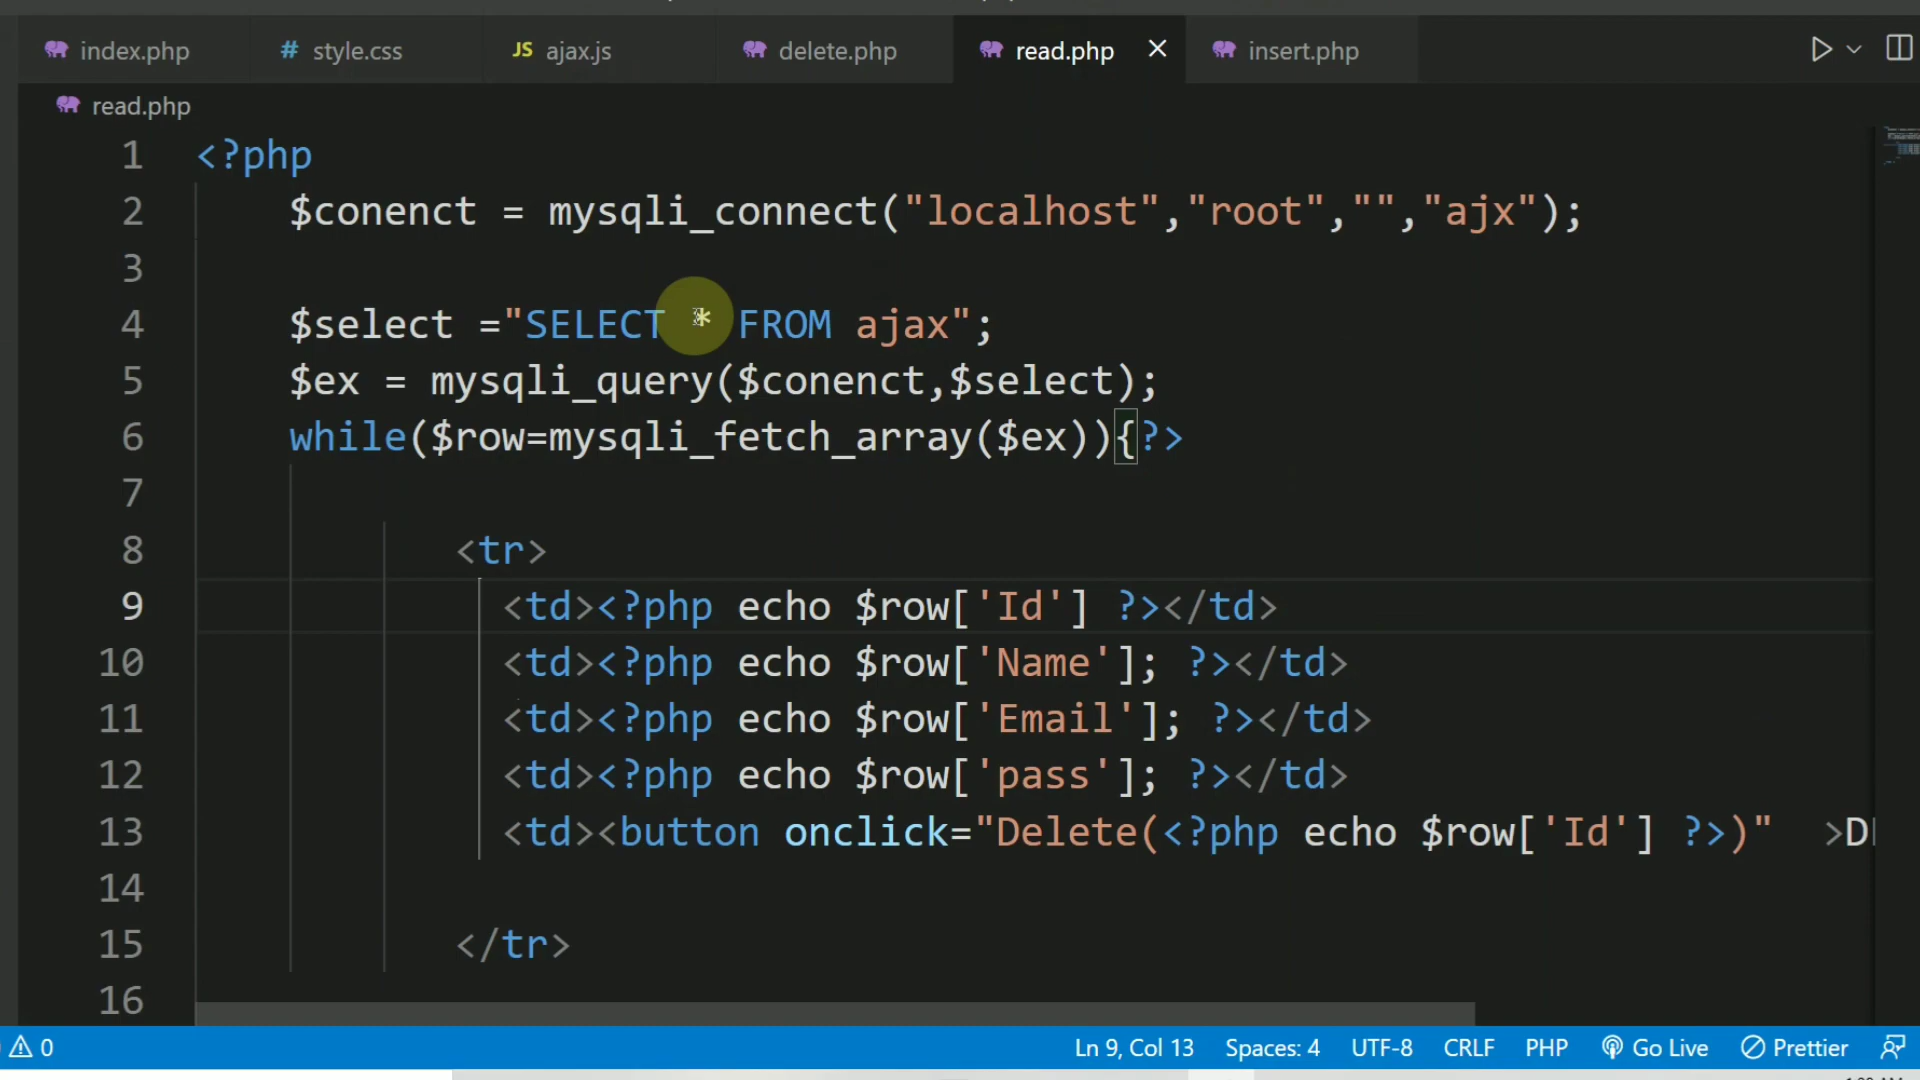 index.php # style.css JS ajax.js delete.php read.php insert.php
read.php
1 <?php
2 $conenct = mysqli_connect("localhost","root","","ajx");
3
4 $select ="SELECT * FROM ajax";
5 $ex = mysqli_query($conenct,$select);
6 while($row=mysqli_fetch_array($ex)){?>
7
8 <tr>
9 <td><?php echo $row['Id'] ?></td>
10 <td><?php echo $row['Name']; ?></td>
11 <td><?php echo $row['Email']; ?></td>
12 <td><?php echo $row['pass']; ?></td>
13 <td><button onclick="Delete(<?php echo $row['Id'] ?>)" >D
14
15 </tr>
16
0 Ln 9, Col 13 Spaces: 4 UTF-8 CRLF PHP Go Live Prettier